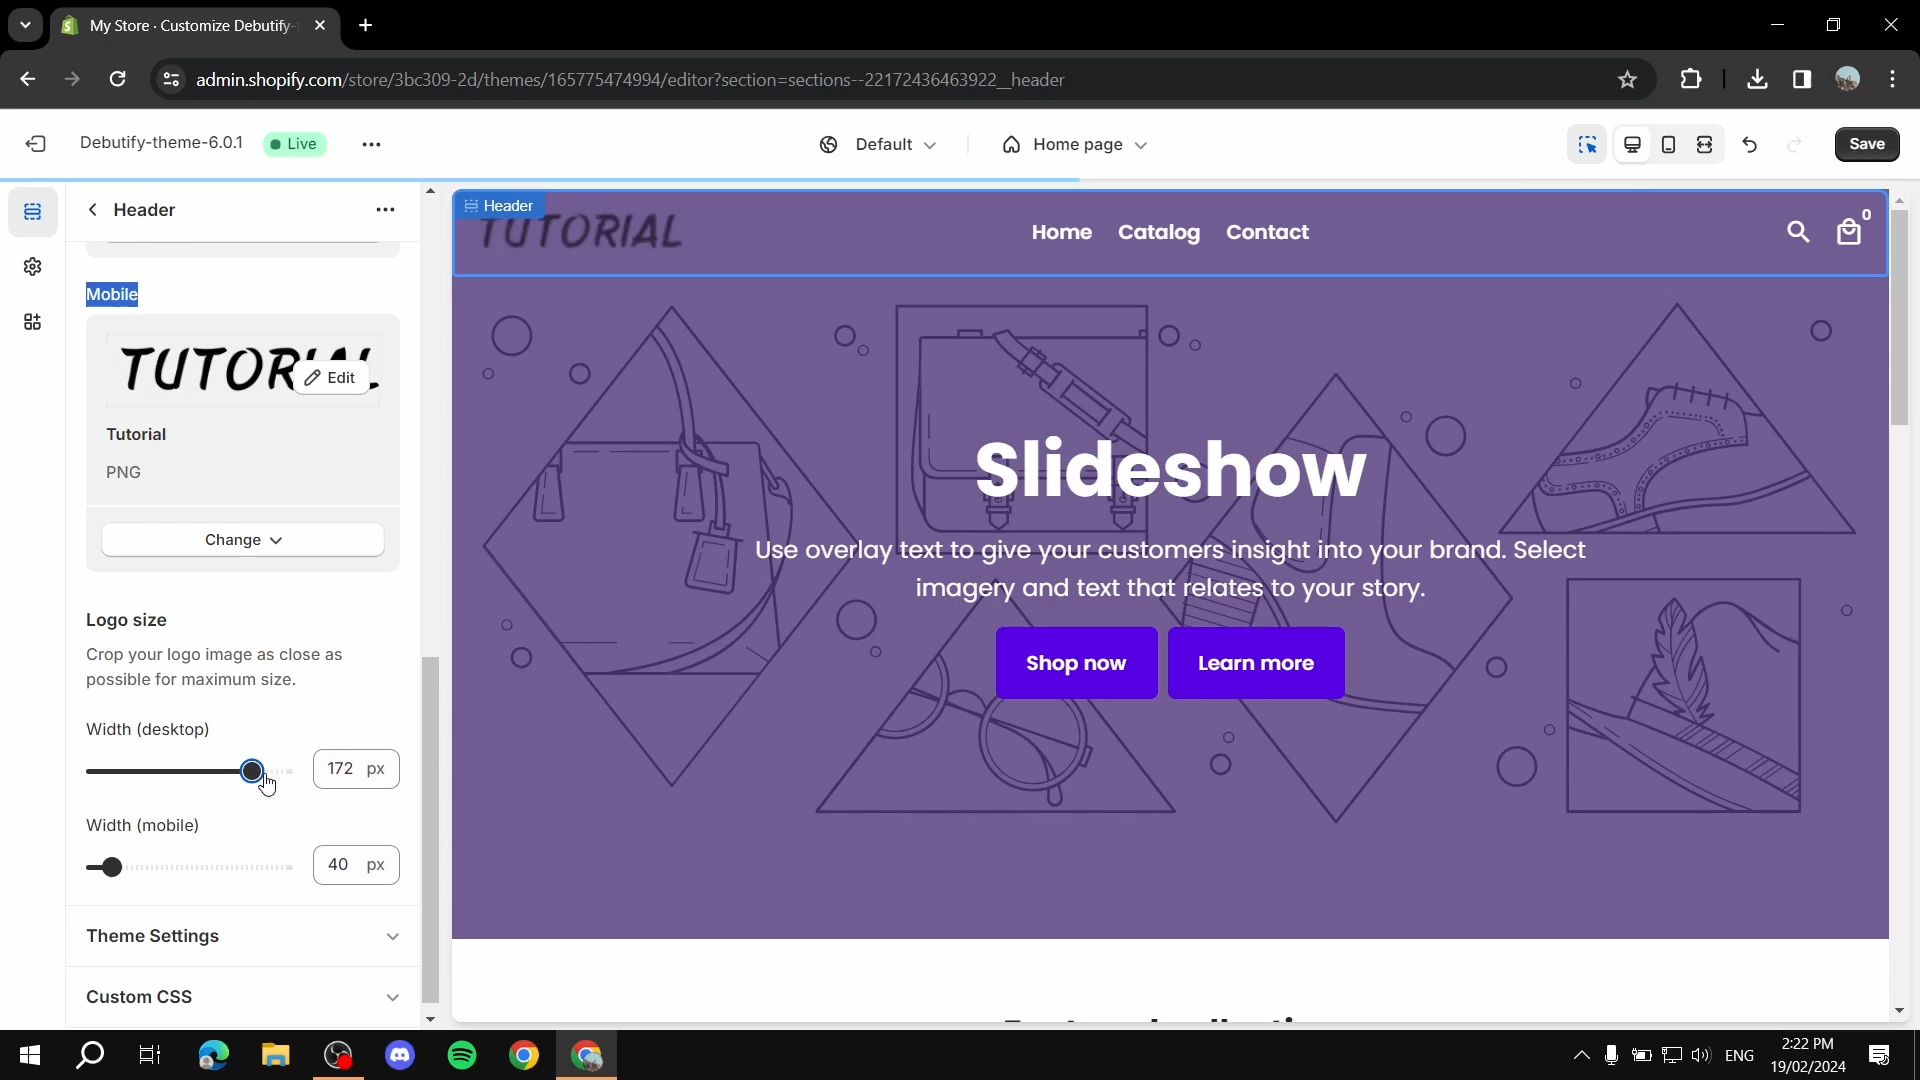 My Store · Customize Debutify-
admin.shopify.com/store/3bc309-2d/themes/165775474994/editor?section=sections--22172436463922__header
Debutify-theme-6.0.1
Live
Default
Home page
Save
Header
Mobile
TUTORIAL
Edit
Tutorial
PNG
Change
Logo size
Crop your logo image as close as
possible for maximum size.
Width (desktop)
172 px
Width (mobile)
40 px
Theme Settings
Custom CSS
Header
TUTORIAL
Home
Catalog
Contact
0
Slideshow
Use overlay text to give your customers insight into your brand. Select
imagery and text that relates to your story.
Shop now
Learn more
ENG
2:22 PM
19/02/2024